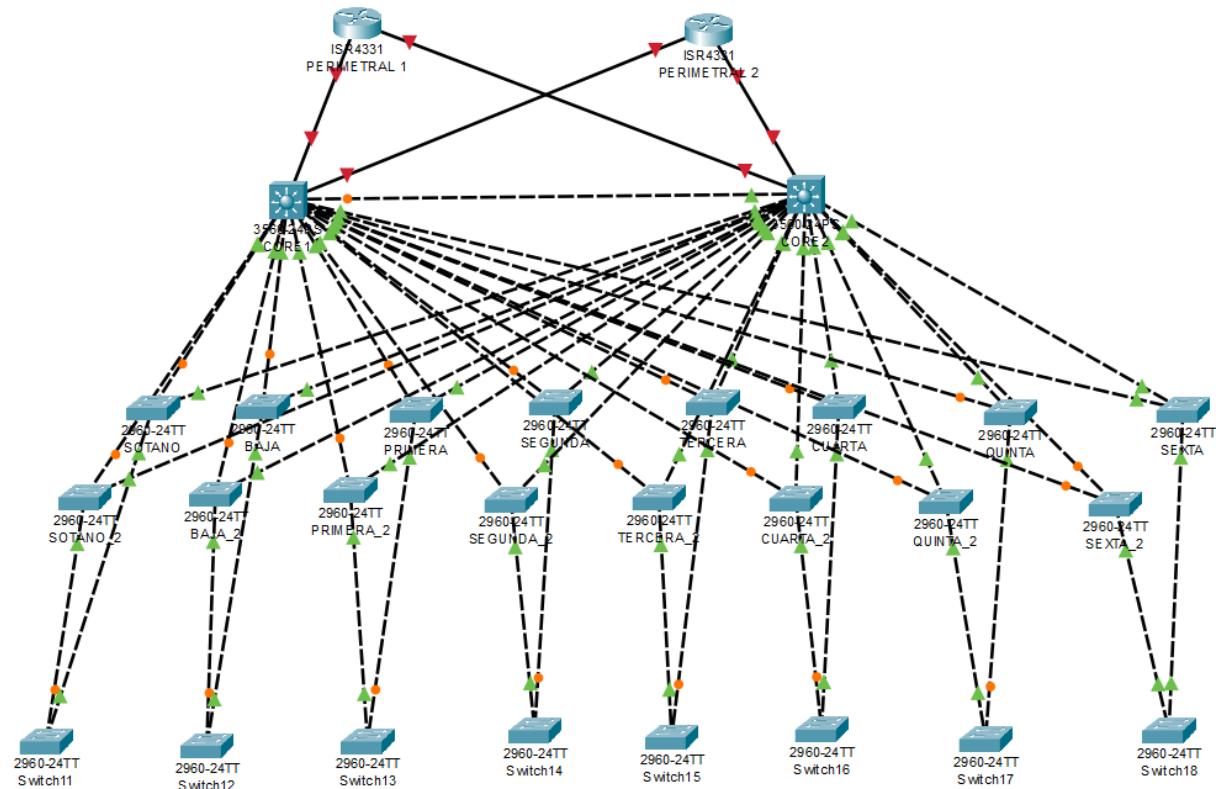 ISR4331
PERIMETRAL 1
ISR4331
PERIMETRAL 2
3560-24PS
CORE1
3560-24PS
CORE2
2960-24TT
SOTANO
2960-24TT
BAJA
2960-24TT
PRIMERA
2960-24TT
SEGUNDA
2960-24TT
TERCERA
2960-24TT
CUARTA
2960-24TT
QUINTA
2960-24TT
SEXTA
2960-24TT
SOTANO_2
2960-24TT
BAJA_2
2960-24TT
PRIMERA_2
2960-24TT
SEGUNDA_2
2960-24TT
TERCERA_2
2960-24TT
CUARTA_2
2960-24TT
QUINTA_2
2960-24TT
SEXTA_2
2960-24TT
Switch11
2960-24TT
Switch12
2960-24TT
Switch13
2960-24TT
Switch14
2960-24TT
Switch15
2960-24TT
Switch16
2960-24TT
Switch17
2960-24TT
Switch18